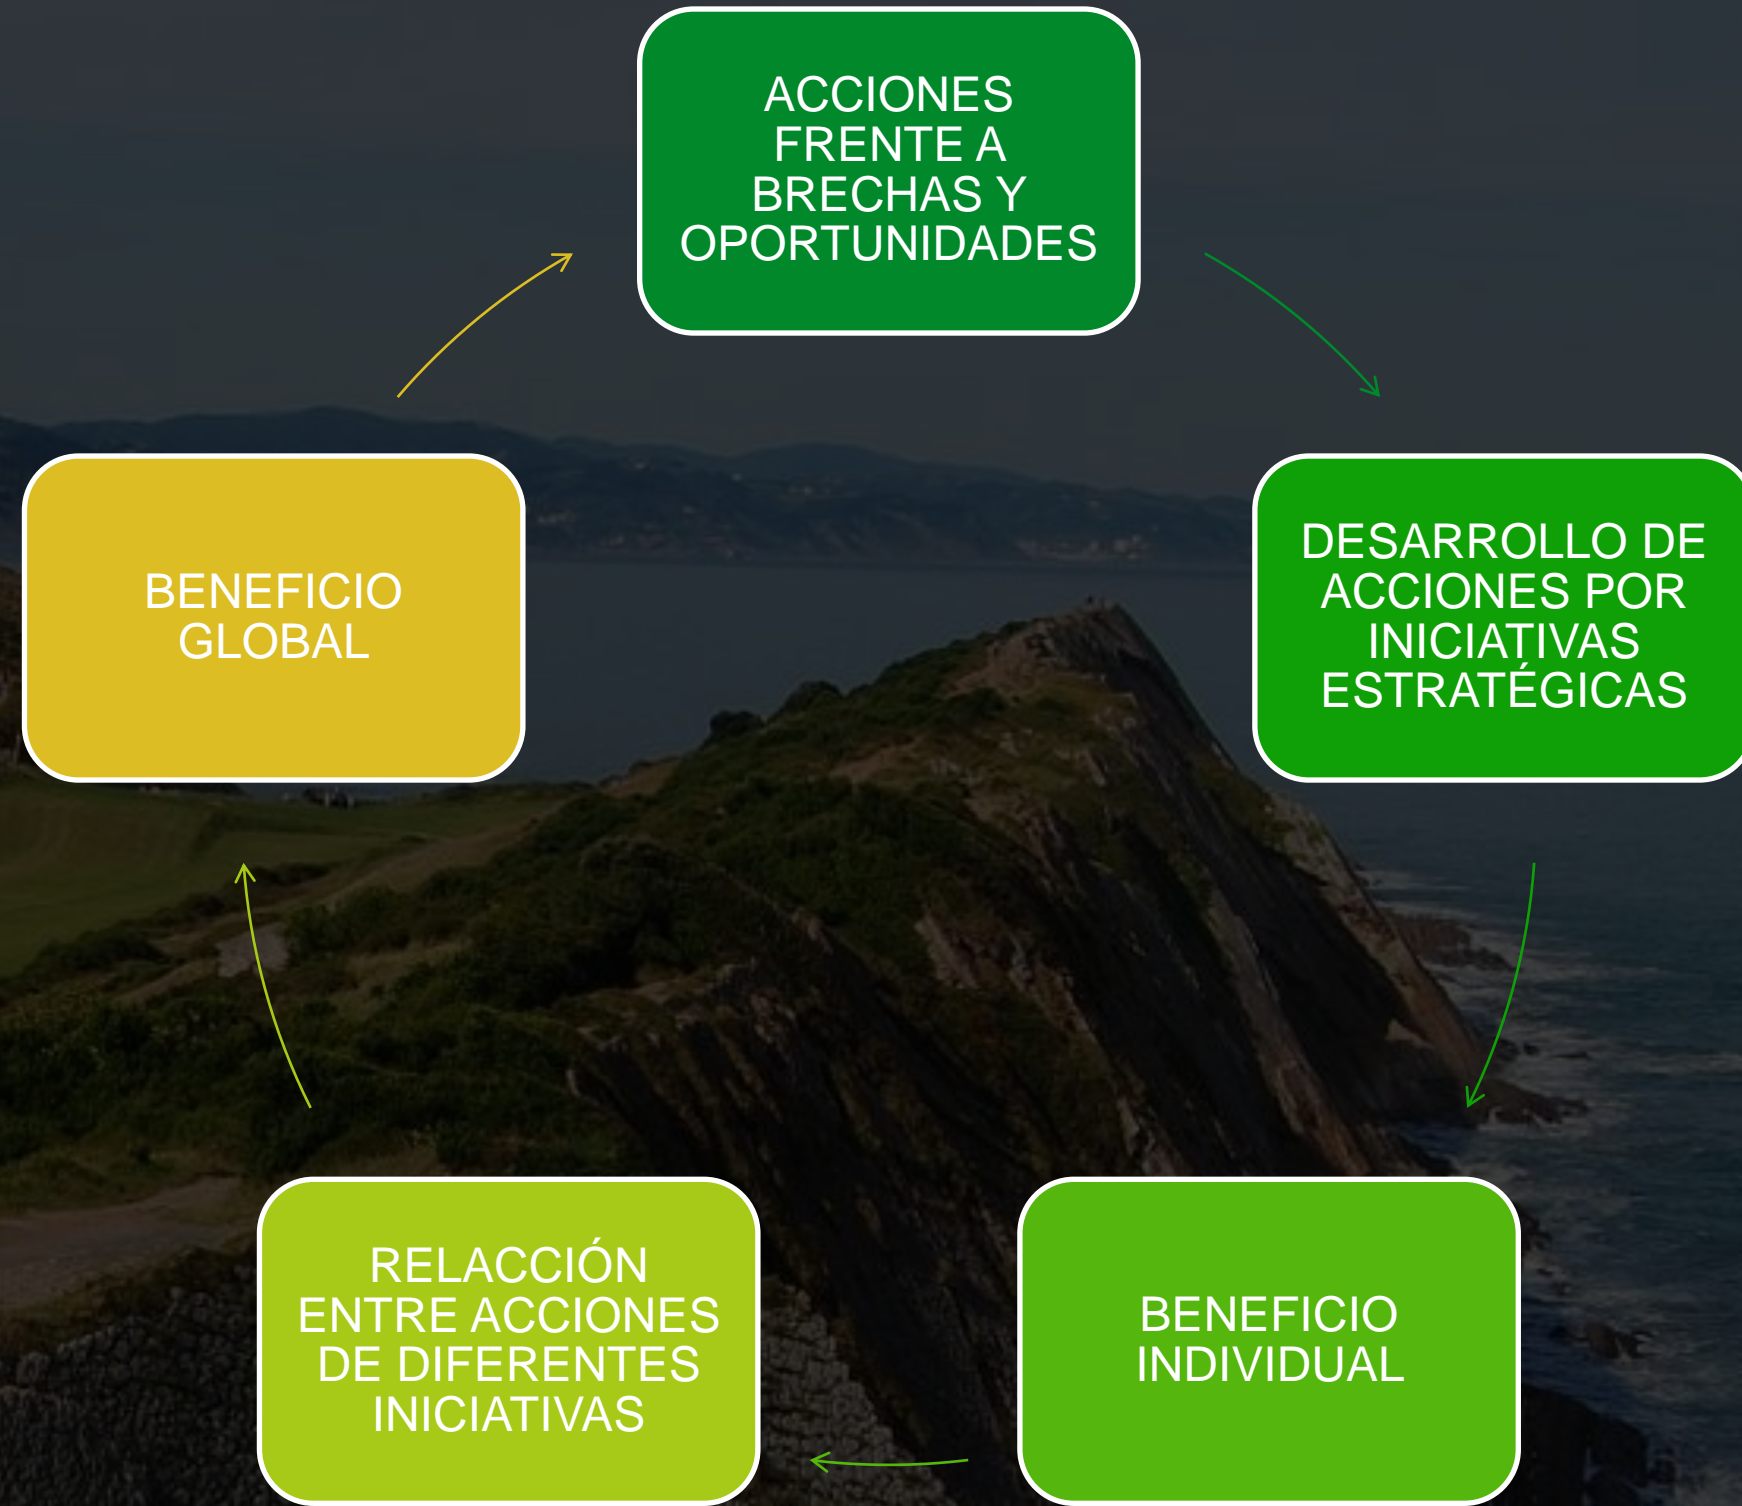 ACCIONES
FRENTE A
BRECHAS Y
OPORTUNIDADES
DESARROLLO DE
ACCIONES POR
INICIATIVAS
ESTRATÉGICAS
BENEFICIO
INDIVIDUAL
RELACCIÓN
ENTRE ACCIONES
DE DIFERENTES
INICIATIVAS
BENEFICIO
GLOBAL